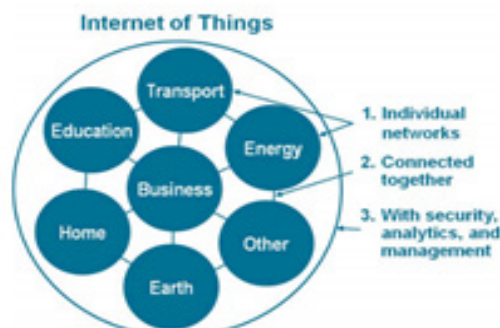 Internet of Things
Transport
Education
Energy
Business
Home
Other
Earth
1. Individual
networks
2. Connected
together
3. With security,
analytics, and
management